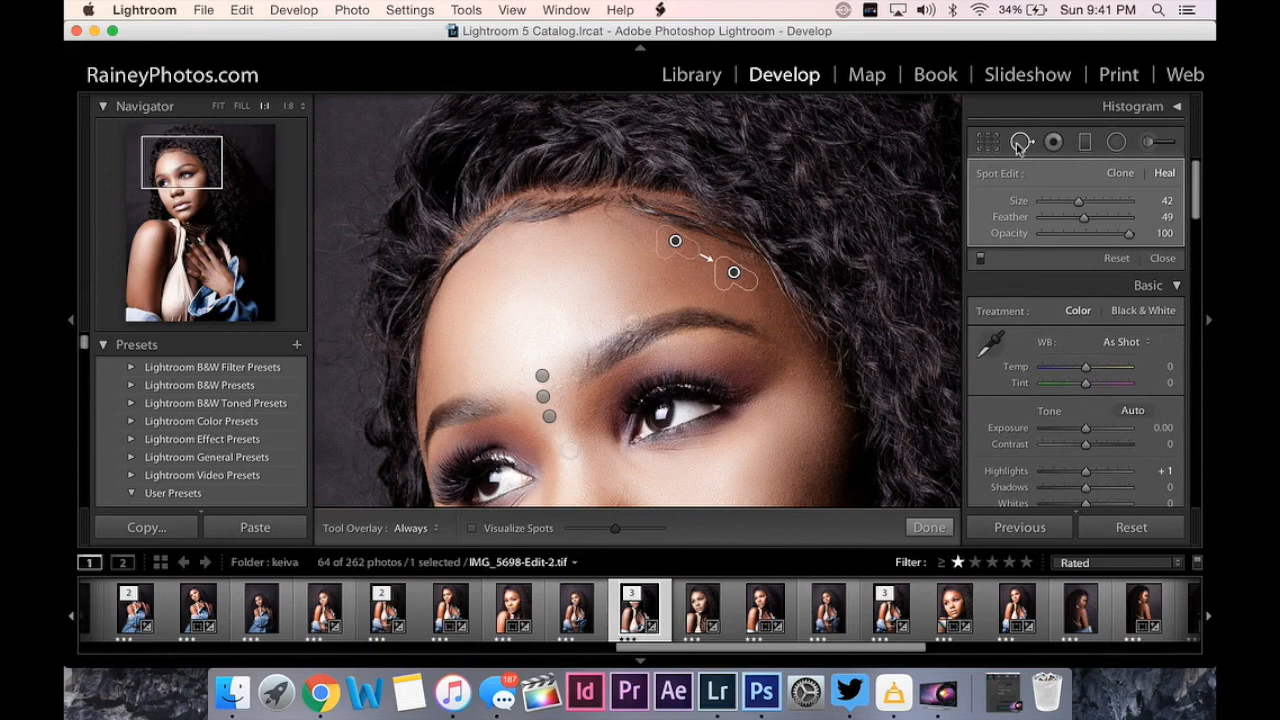 Lightroom File Edit Develop Photo Settings Tools View Window Help 34% Sun 9:41 PM
Lightroom 5 Catalog.lrcat - Adobe Photoshop Lightroom - Develop
RaineyPhotos.com Library | Develop | Map | Book | Slideshow | Print | Web
Navigator FIT FILL 1:1 1:8
Histogram
Spot Edit : Clone | Heal
Size 42
Feather 49
Opacity 100
Reset Close
Basic
Treatment : Color | Black & White
WB: As Shot
Temp 0
Tint 0
Tone Auto
Exposure 0.00
Contrast 0
Highlights + 1
Shadows 0
Whites 0
Presets +
Lightroom B&W Filter Presets
Lightroom B&W Presets
Lightroom B&W Toned Presets
Lightroom Color Presets
Lightroom Effect Presets
Lightroom General Presets
Lightroom Video Presets
User Presets
Copy... Paste Tool Overlay : Always Visualize Spots Done Previous Reset
1 2 Folder : keiva 64 of 262 photos / 1 selected / IMG_5698-Edit-2.tif Filter : ≥ ★★★★★ Rated
2 2 3 3
187
Id Pr Ae Lr Ps